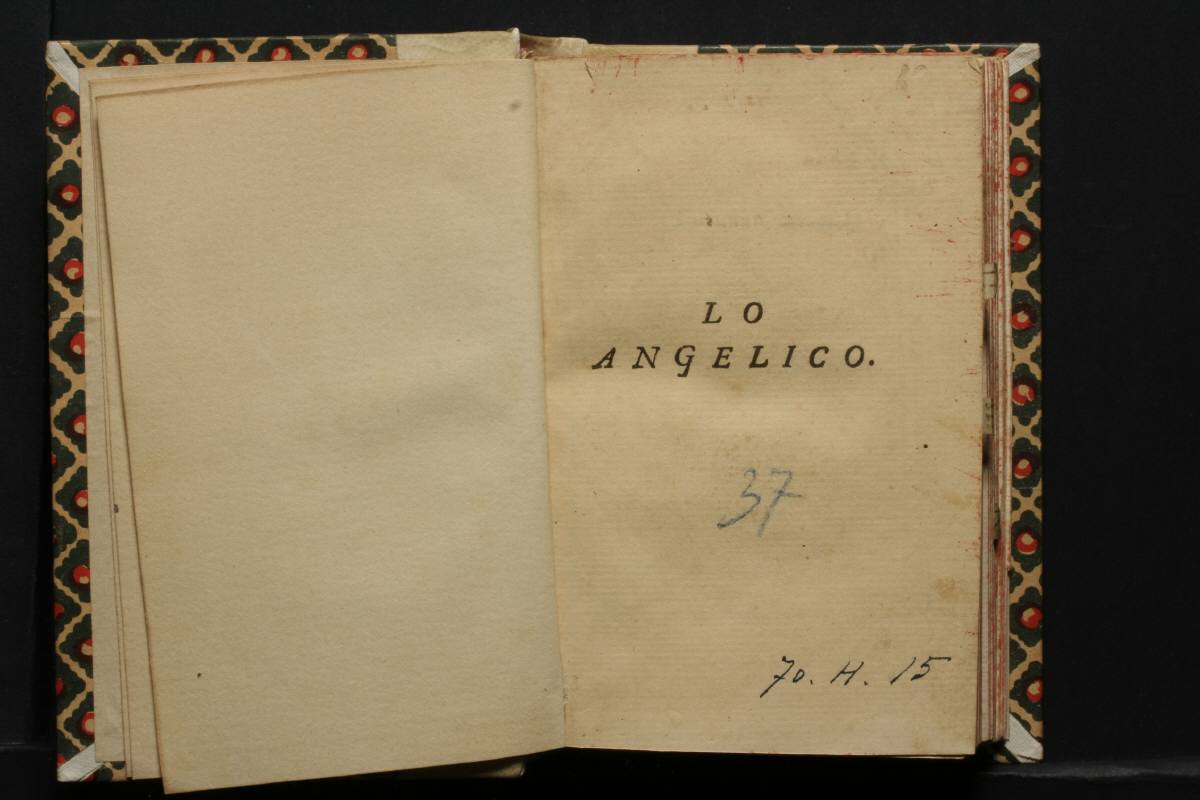 LO
ANGELICO.
37
70. H. 15